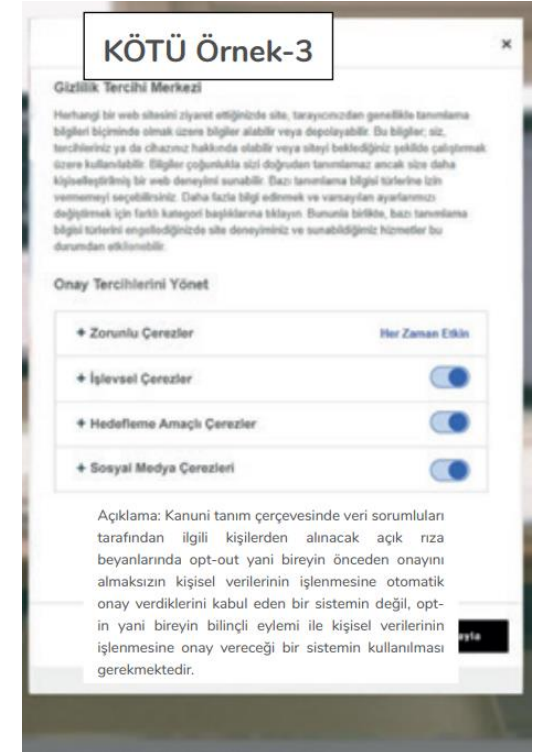 KÖTÜ Örnek-3
×
Gizlilik Tercihi Merkezi
Herhangi bir web sitesini ziyaret ettiğinizde site, tarayıcınızdan genellikle tanımlama
bilgileri biçiminde olmak üzere bilgiler alabilir veya depolayabilir. Bu bilgiler; siz,
tercihleriniz ya da cihazınız hakkında olabilir veya siteyi beklediğiniz şekilde çalıştırmak
üzere kullanılabilir. Bilgiler çoğunlukla sizi doğrudan tanımlamaz ancak size daha
kişiselleştirilmiş bir web deneyimi sunabilir. Bazı tanımlama bilgisi türlerine izin
vermemeyi seçebilirsiniz. Daha fazla bilgi edinmek ve varsayılan ayarlarımızı
değiştirmek için farklı kategori başlıklarına tıklayın. Bununla birlikte, bazı tanımlama
bilgisi türlerini engellediğinizde site deneyiminiz ve sunabildiğimiz hizmetler bu
durumdan etkilenebilir.
Onay Tercihlerini Yönet
+ Zorunlu Çerezler Her Zaman Etkin
+ İşlevsel Çerezler
+ Hedefleme Amaçlı Çerezler
+ Sosyal Medya Çerezleri
Açıklama: Kanuni tanım çerçevesinde veri sorumluları
tarafından ilgili kişilerden alınacak açık rıza
beyanlarında opt-out yani bireyin önceden onayını
almaksızın kişisel verilerinin işlenmesine otomatik
onay verdiklerini kabul eden bir sistemin değil, opt-
in yani bireyin bilinçli eylemi ile kişisel verilerinin
işlenmesine onay vereceği bir sistemin kullanılması
gerekmektedir.
ayla